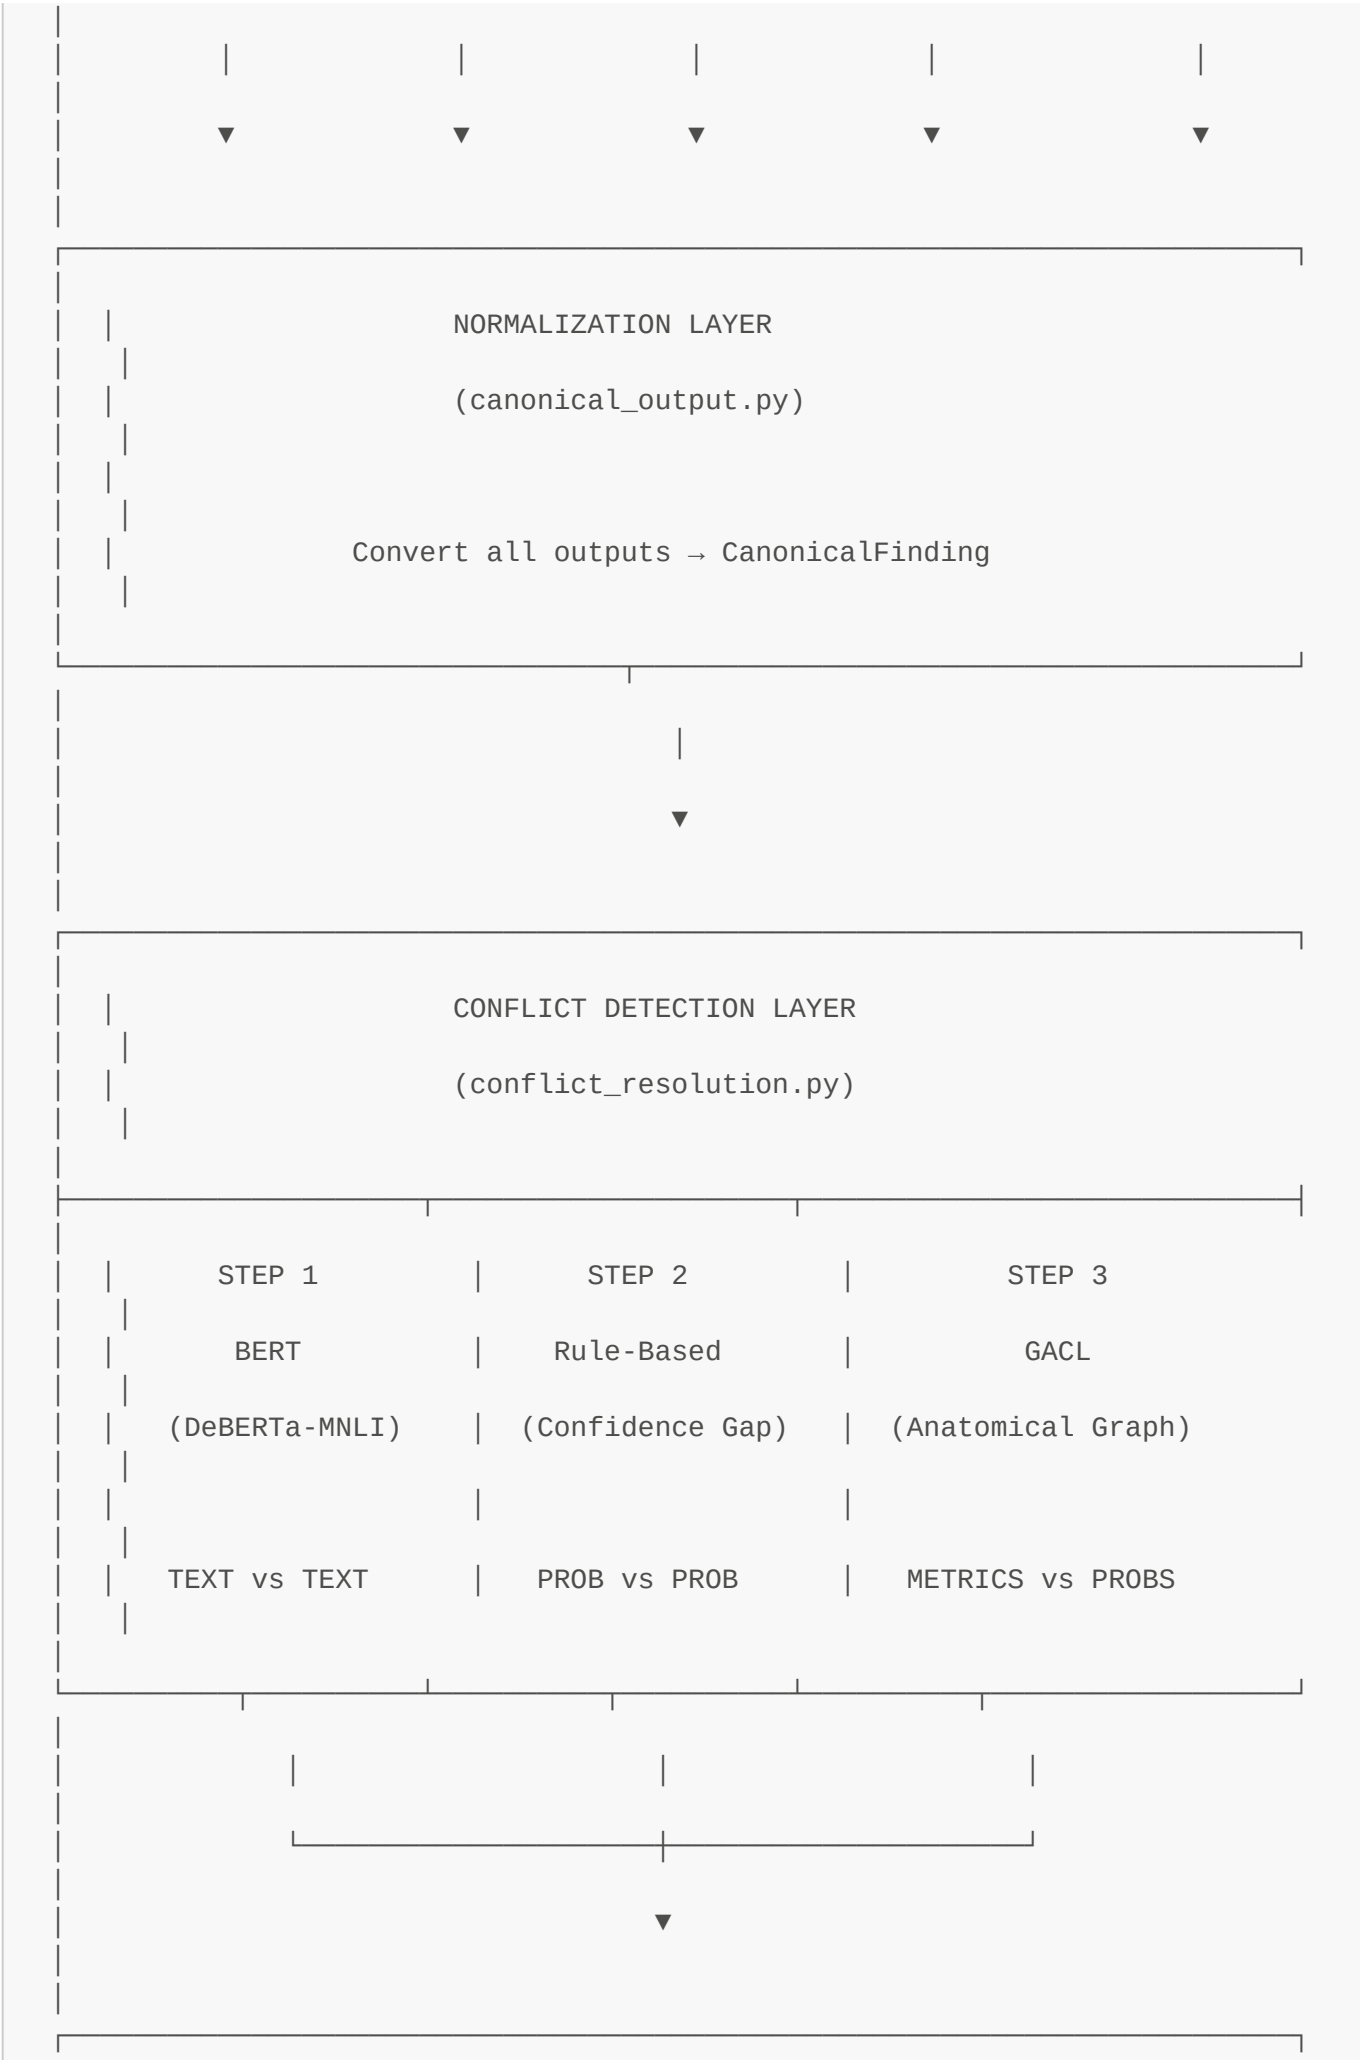 NORMALIZATION LAYER
(canonical_output.py)
Convert all outputs → CanonicalFinding
CONFLICT DETECTION LAYER
(conflict_resolution.py)
STEP 1 STEP 2 STEP 3
BERT Rule-Based GACL
(DeBERTa-MNLI) (Confidence Gap) (Anatomical Graph)
TEXT vs TEXT PROB vs PROB METRICS vs PROBS